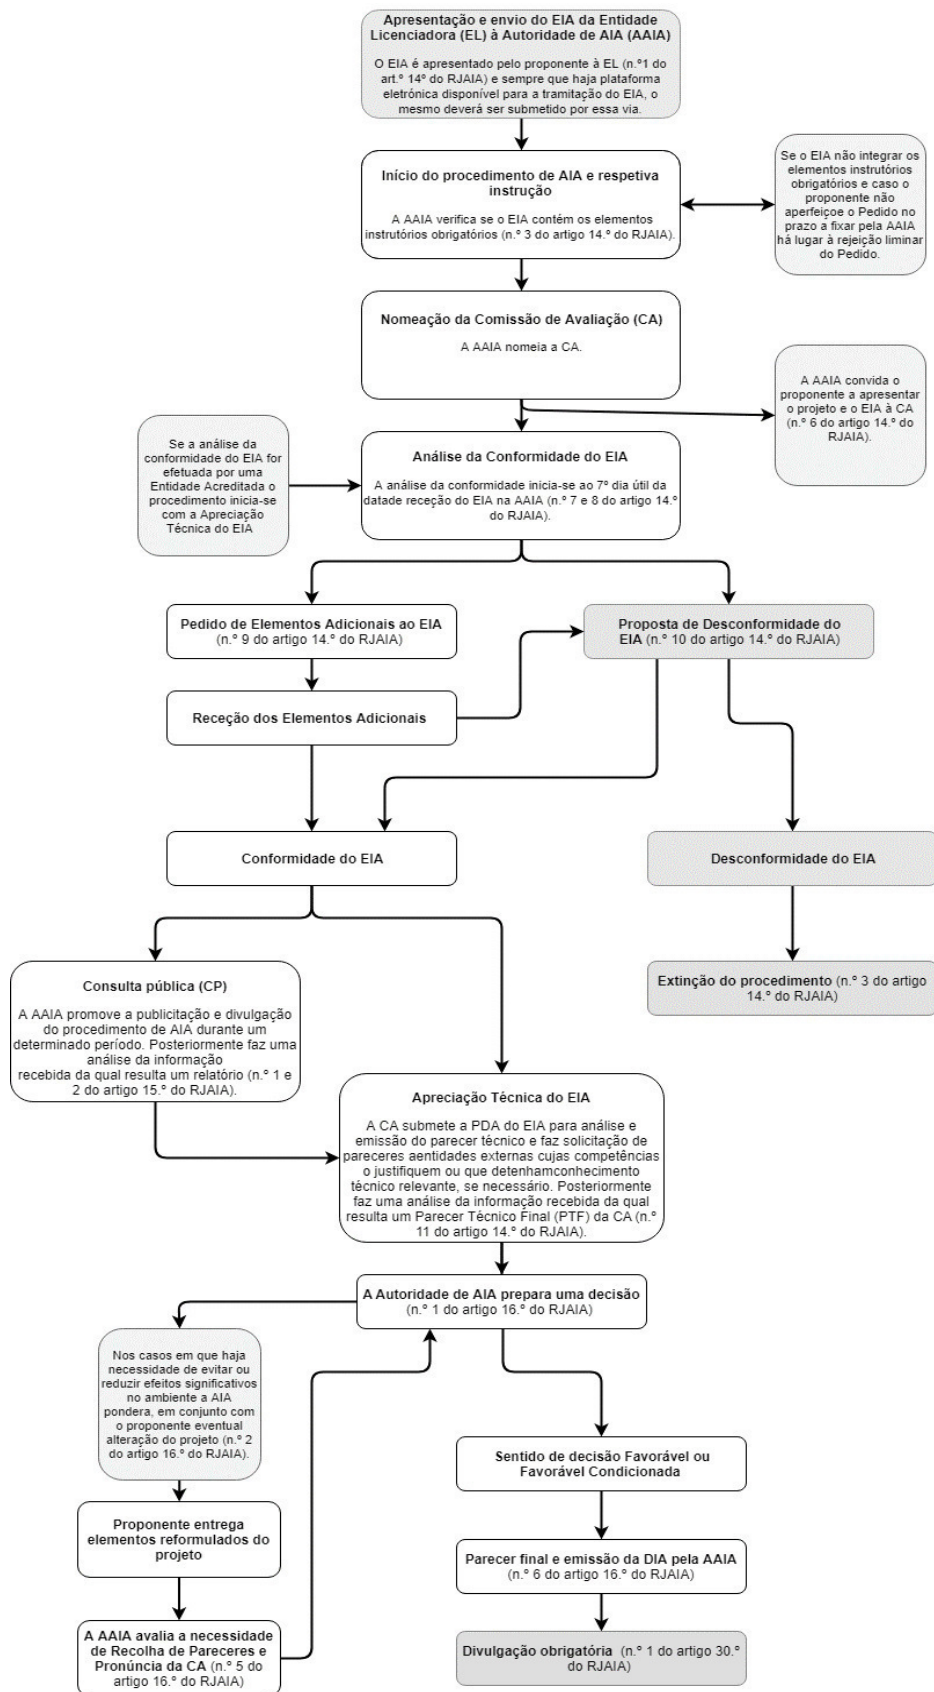 Apresentação e envio do EIA da Entidade
Licenciadora (EL) à Autoridade de AIA (AAIA)
O EIA é apresentado pelo proponente à EL (n.º1 do
art.º 14º do RJAIA) e sempre que haja plataforma
eletrónica disponível para a tramitação do EIA, o
mesmo deverá ser submetido por essa via.
Início do procedimento de AIA e respetiva
instrução
A AAIA verifica se o EIA contém os elementos
instrutórios obrigatórios (n.º 3 do artigo 14.º do RJAIA).
Se o EIA não integrar os
elementos instrutórios
obrigatórios e caso o
proponente não
aperfeiçoe o Pedido no
prazo a fixar pela AAIA
há lugar à rejeição liminar
do Pedido.
Nomeação da Comissão de Avaliação (CA)
A AAIA nomeia a CA.
A AAIA convida o
proponente a apresentar
o projeto e o EIA à CA
(n.º 6 do artigo 14.º do
RJAIA).
Se a análise da
conformidade do EIA for
efetuada por uma
Entidade Acreditada o
procedimento inicia-se
com a Apreciação
Técnica do EIA
Análise da Conformidade do EIA
A análise da conformidade inicia-se ao 7º dia útil da
datade receção do EIA na AAIA (n.º 7 e 8 do artigo 14.º
do RJAIA).
Pedido de Elementos Adicionais ao EIA
(n.º 9 do artigo 14.º do RJAIA)
Proposta de Desconformidade do
EIA (n.º 10 do artigo 14.º do RJAIA)
Receção dos Elementos Adicionais
Conformidade do EIA
Desconformidade do EIA
Consulta pública (CP)
A AAIA promove a publicitação e divulgação
do procedimento de AIA durante um
determinado período. Posteriormente faz uma
análise da informação
recebida da qual resulta um relatório (n.º 1 e
2 do artigo 15.º do RJAIA).
Extinção do procedimento (n.º 3 do artigo
14.º do RJAIA)
Apreciação Técnica do EIA
A CA submete a PDA do EIA para análise e
emissão do parecer técnico e faz solicitação de
pareceres aentidades externas cujas competências
o justifiquem ou que detenhamconhecimento
técnico relevante, se necessário. Posteriormente
faz uma análise da informação recebida da qual
resulta um Parecer Técnico Final (PTF) da CA (n.º
11 do artigo 14.º do RJAIA).
A Autoridade de AIA prepara uma decisão
(n.º 1 do artigo 16.º do RJAIA)
Nos casos em que haja
necessidade de evitar ou
reduzir efeitos significativos
no ambiente a AIA
pondera, em conjunto com
o proponente eventual
alteração do projeto (n.º 2
do artigo 16.º do RJAIA).
Sentido de decisão Favorável ou
Favorável Condicionada
Proponente entrega
elementos reformulados do
projeto
Parecer final e emissão da DIA pela AAIA
(n.º 6 do artigo 16.º do RJAIA)
A AAIA avalia a necessidade
de Recolha de Pareceres e
Pronúncia da CA (n.º 5 do
artigo 16.º do RJAIA)
Divulgação obrigatória (n.º 1 do artigo 30.º
do RJAIA)